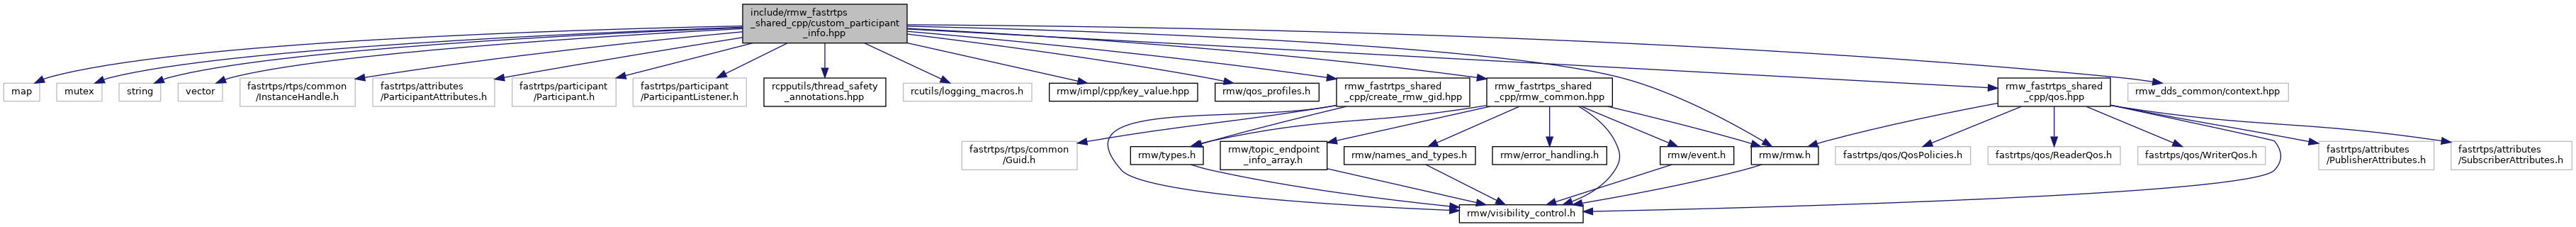 include/rmw_fastrtps
_shared_cpp/custom_participant
_info.hpp
map
mutex
string
vector
fastrtps/rtps/common
/InstanceHandle.h
fastrtps/attributes
/ParticipantAttributes.h
fastrtps/participant
/Participant.h
fastrtps/participant
/ParticipantListener.h
rcpputils/thread_safety
_annotations.hpp
rcutils/logging_macros.h
rmw/impl/cpp/key_value.hpp
rmw/qos_profiles.h
rmw_fastrtps_shared
_cpp/create_rmw_gid.hpp
rmw_fastrtps_shared
_cpp/rmw_common.hpp
rmw_fastrtps_shared
_cpp/qos.hpp
rmw_dds_common/context.hpp
fastrtps/rtps/common
/Guid.h
rmw/types.h
rmw/topic_endpoint
_info_array.h
rmw/names_and_types.h
rmw/error_handling.h
rmw/event.h
rmw/rmw.h
fastrtps/qos/QosPolicies.h
fastrtps/qos/ReaderQos.h
fastrtps/qos/WriterQos.h
fastrtps/attributes
/PublisherAttributes.h
fastrtps/attributes
/SubscriberAttributes.h
rmw/visibility_control.h